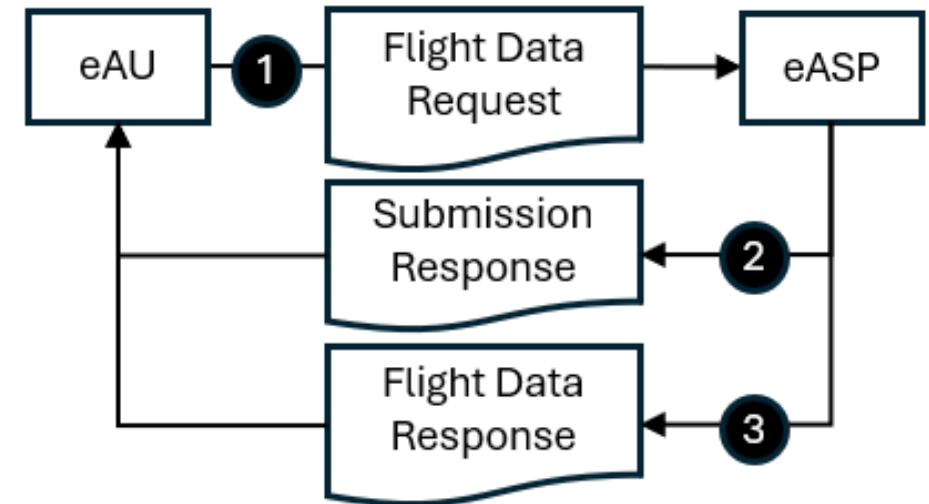 eAU
1
Flight Data
Request
eASP
Submission
Response
2
Flight Data
Response
3